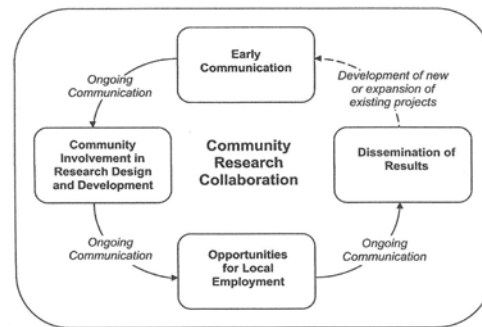 Early
Communication
Ongoing
Communication
Development of new
or expansion of
existing projects
Community
Involvement in
Research Design
and Development
Community
Research
Collaboration
Dissemination of
Results
Ongoing
Communication
Opportunities
for Local
Employment
Ongoing
Communication